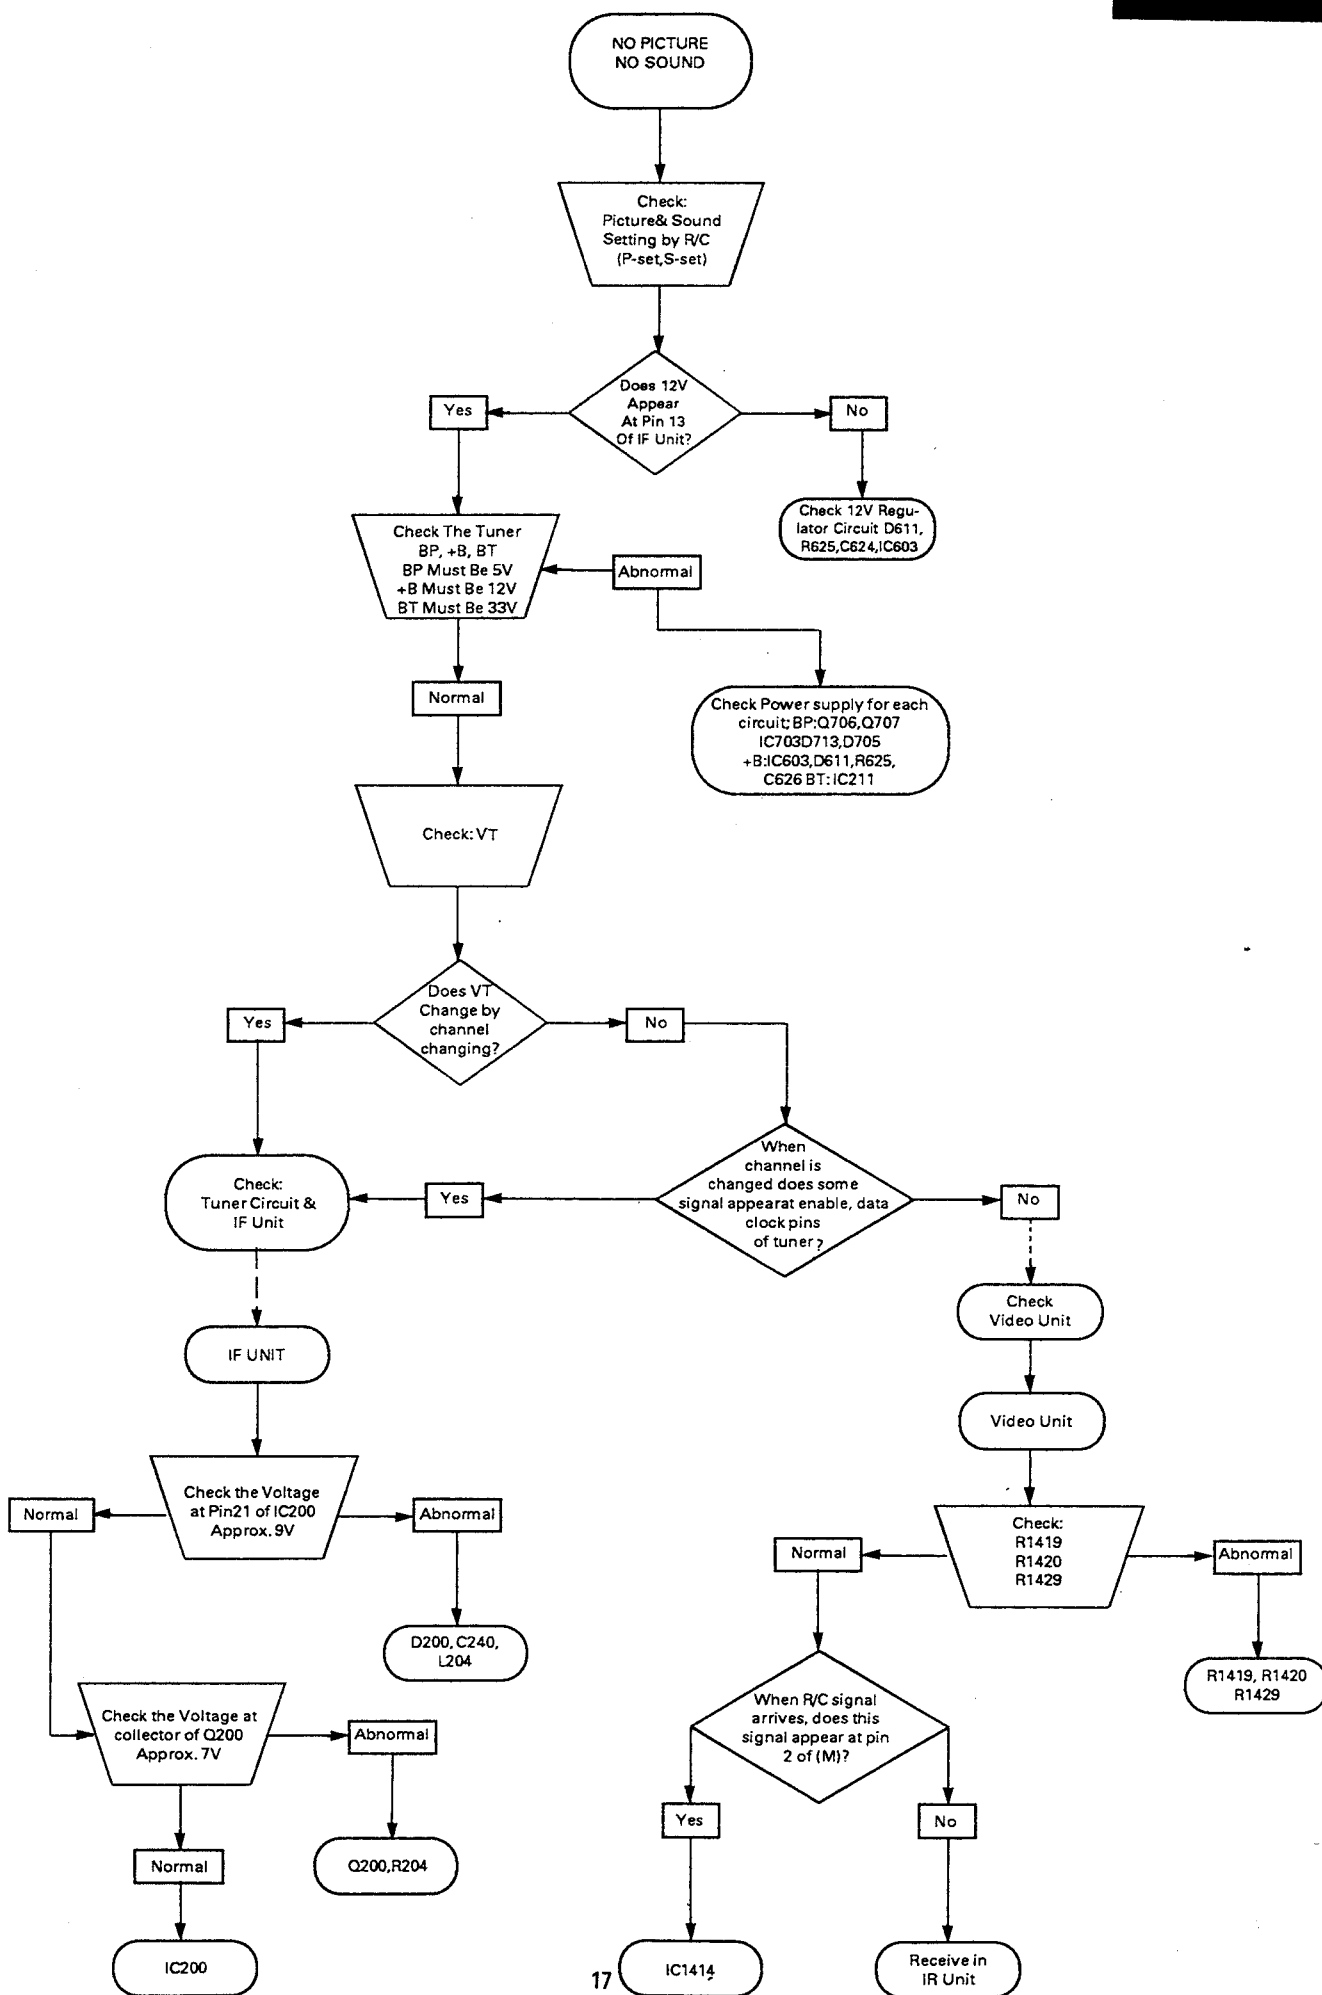 NO PICTURE
NO SOUND
Check:
Picture& Sound
Setting by R/C
(P-set,S-set)
Does 12V
Appear
At Pin 13
Of IF Unit?
Yes
No
Check 12V Regu-
lator Circuit D611,
R625,C624,IC603
Check The Tuner
BP, +B, BT
BP Must Be 5V
+B Must Be 12V
BT Must Be 33V
Abnormal
Normal
Check Power supply for each
circuit; BP:Q706,Q707
IC703D713,D705
+B:IC603,D611,R625,
C626 BT: IC211
Check: VT
Does VT
Change by
channel
changing?
Yes
No
When
channel is
changed does some
signal appearat enable, data
clock pins
of tuner?
Check:
Tuner Circuit &
IF Unit
Yes
No
Check
Video Unit
IF UNIT
Video Unit
Check the Voltage
at Pin21 of IC200
Approx. 9V
Normal
Abnormal
Check:
R1419
R1420
R1429
Normal
Abnormal
D200, C240,
L204
R1419, R1420
R1429
Check the Voltage at
collector of Q200
Approx. 7V
Abnormal
When R/C signal
arrives, does this
signal appear at pin
2 of (M)?
Yes
No
Normal
Q200,R204
IC200
IC1414
Receive in
IR Unit
17